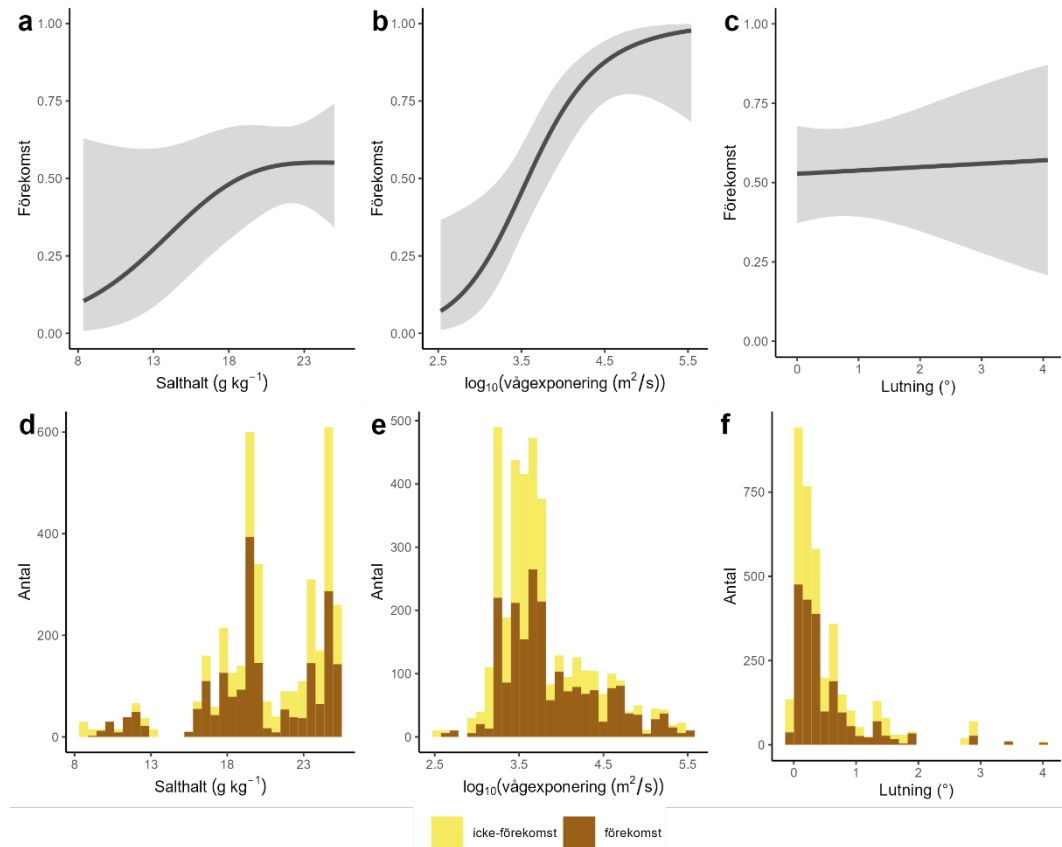 a
1.00
0.75
0.50
0.25
0.00
Förekomst
8
13
18
23
Salthalt (g kg⁻¹)
b
1.00
0.75
0.50
0.25
0.00
Förekomst
2.5
3.5
4.5
5.5
log₁₀(vågexponering (m²/s))
c
1.00
0.75
0.50
0.25
0.00
Förekomst
0
1
2
3
4
Lutning (°)
d
600
400
200
0
Antal
8
13
18
23
Salthalt (g kg⁻¹)
e
500
400
300
200
100
0
Antal
2.5
3.5
4.5
5.5
log₁₀(vågexponering (m²/s))
f
750
500
250
0
Antal
0
1
2
3
4
Lutning (°)
icke-förekomst
förekomst